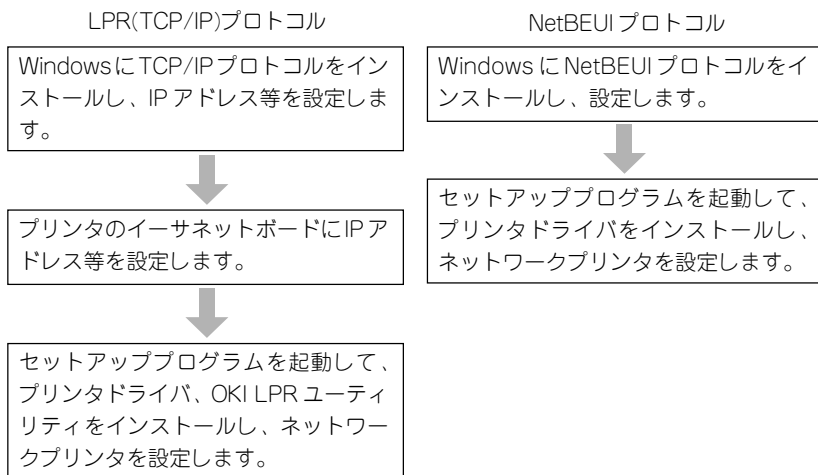 LPR(TCP/IP)プロトコル
WindowsにTCP/IPプロトコルをイン
ストールし、IPアドレス等を設定しま
す。
プリンタのイーサネットボードにIPア
ドレス等を設定します。
セットアッププログラムを起動して、
プリンタドライバ、OKI LPRユーティ
リティをインストールし、ネットワー
クプリンタを設定します。
NetBEUIプロトコル
WindowsにNetBEUIプロトコルをイ
ンストールし、設定します。
セットアッププログラムを起動して、
プリンタドライバをインストールし、
ネットワークプリンタを設定します。